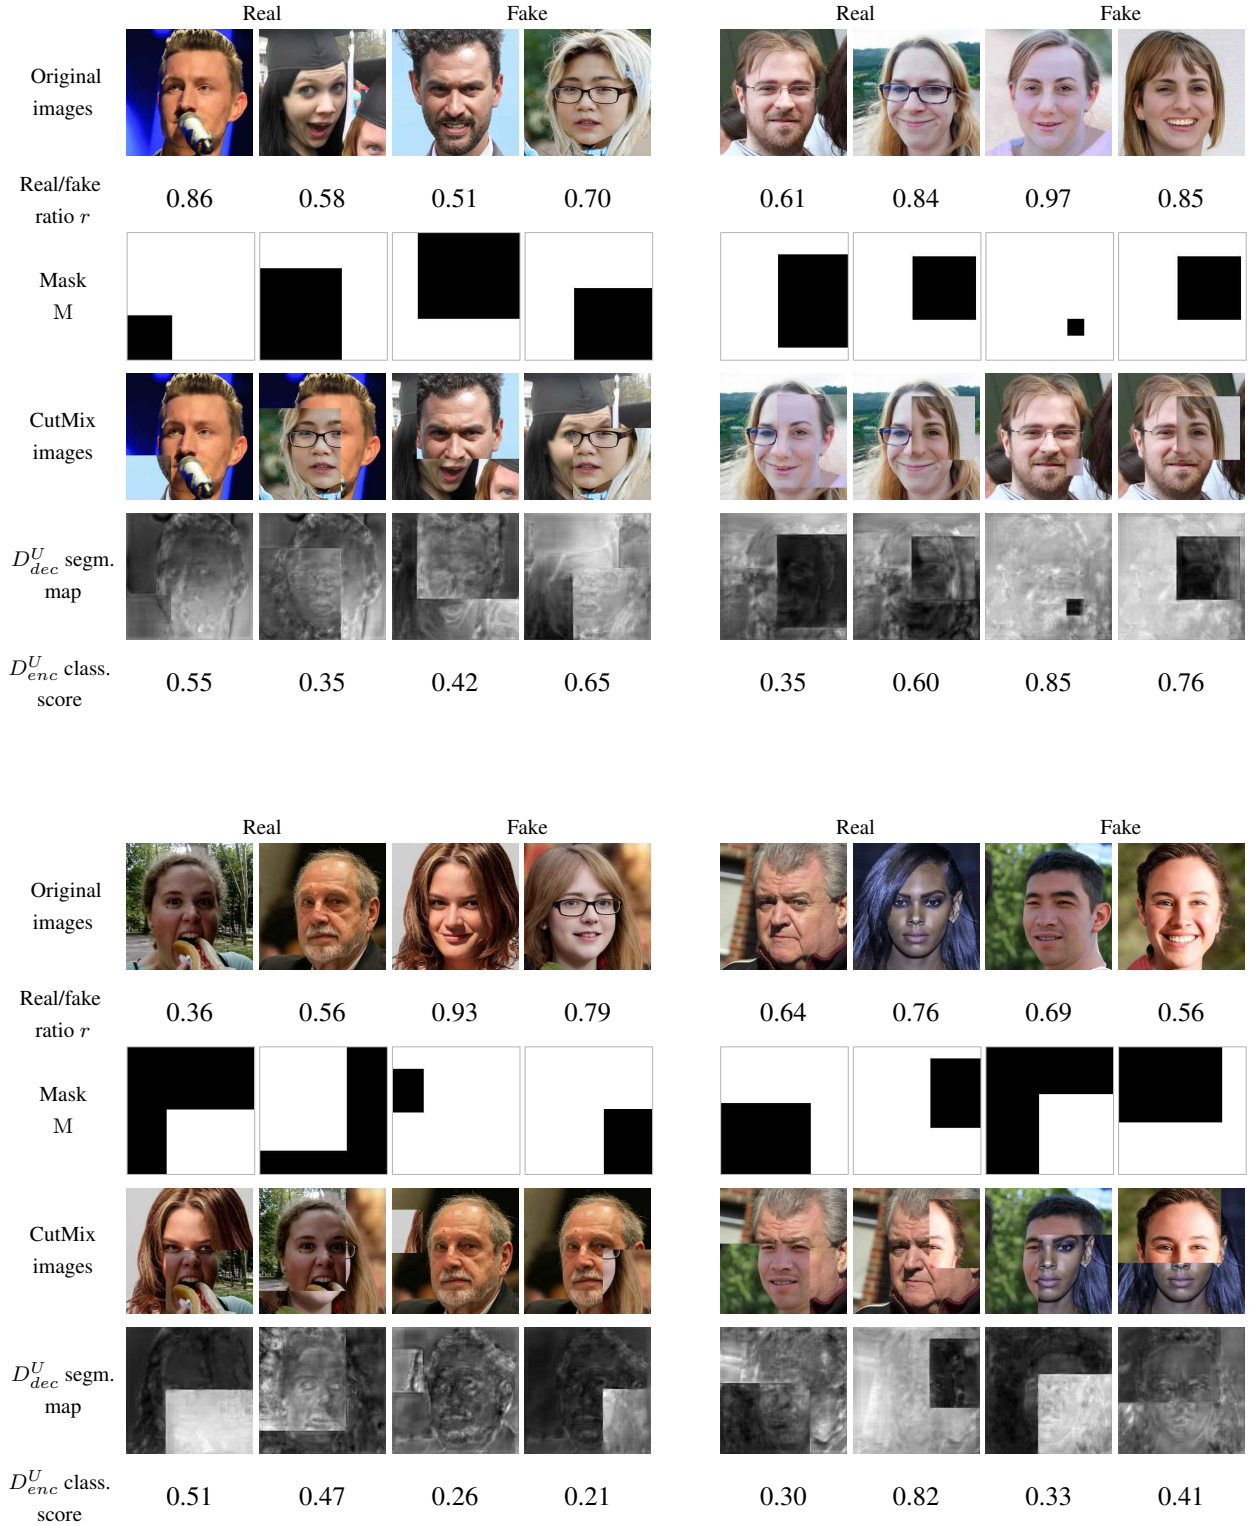 Real Fake Real Fake
Original
images
Real/fake
ratio r
0.86 0.58 0.51 0.70 0.61 0.84 0.97 0.85
Mask
M
CutMix
images
D^U_dec segm.
map
D^U_enc class.
score
0.55 0.35 0.42 0.65 0.35 0.60 0.85 0.76
Real Fake Real Fake
Original
images
Real/fake
ratio r
0.36 0.56 0.93 0.79 0.64 0.76 0.69 0.56
Mask
M
CutMix
images
D^U_dec segm.
map
D^U_enc class.
score
0.51 0.47 0.26 0.21 0.30 0.82 0.33 0.41